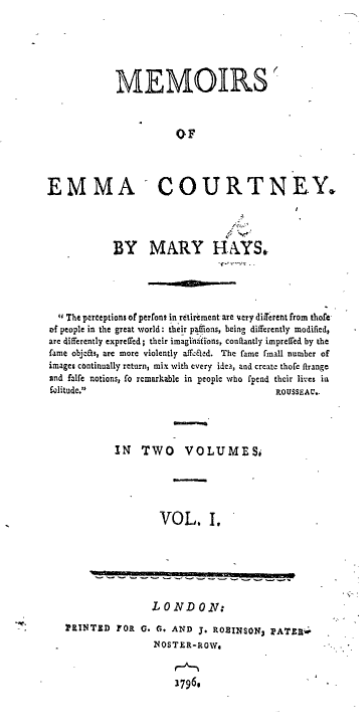 MEMOIRS
OF
EMMA COURTNEY.
BY MARY HAYS.
"The perceptions of perſons in retirement are very different from thoſe
of people in the great world: their paſſions, being differently modified,
are differently expreſſed; their imaginations, conſtantly impreſſed by the
ſame objects, are more violently affected. The ſame ſmall number of
images continually return, mix with every idea, and create thoſe ſtrange
and falſe notions, ſo remarkable in people who ſpend their lives in
ſolitude."
ROUSSEAU.
IN TWO VOLUMES.
VOL. I.
LONDON:
PRINTED FOR G. G. AND J. ROBINSON, PATER-
NOSTER-ROW.
1796.